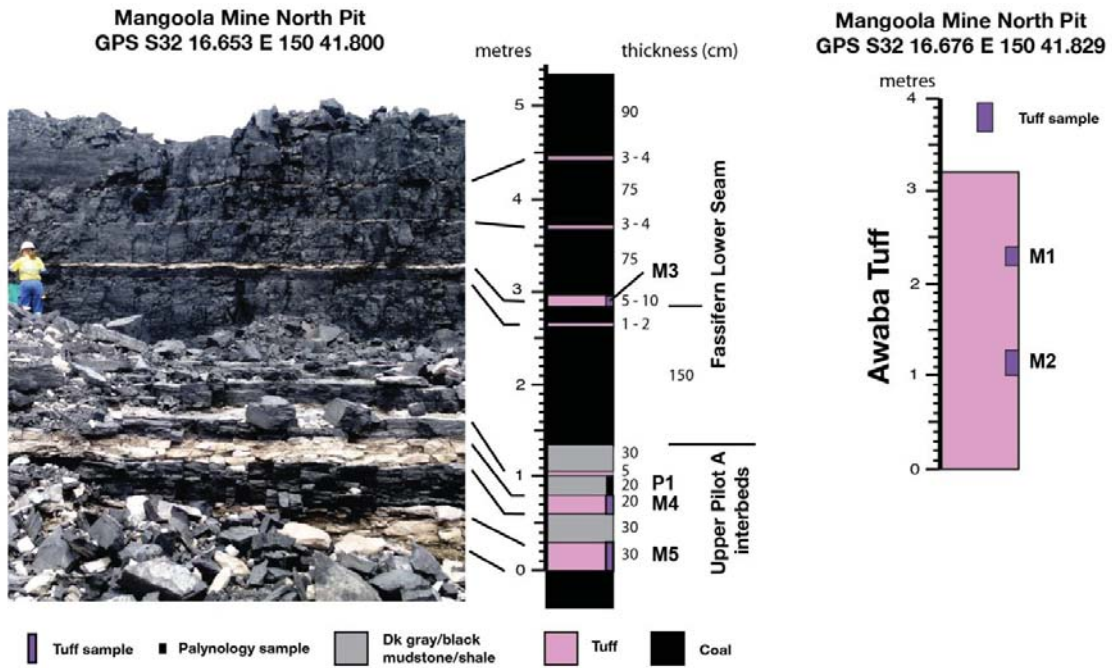 Mangoola Mine North Pit
GPS S32 16.653 E 150 41.800
metres
thickness (cm)
5
4
3
2
1
0
90
3 - 4
75
3 - 4
75
M3
5 - 10
1 - 2
150
30
5
20
P1
20
M4
30
30
M5
Fassifern Lower Seam
Upper Pilot A
interbeds
Mangoola Mine North Pit
GPS S32 16.676 E 150 41.829
metres
4
3
2
1
0
Tuff sample
M1
M2
Awaba Tuff
Tuff sample
Palynology sample
Dk gray/black
mudstone/shale
Tuff
Coal